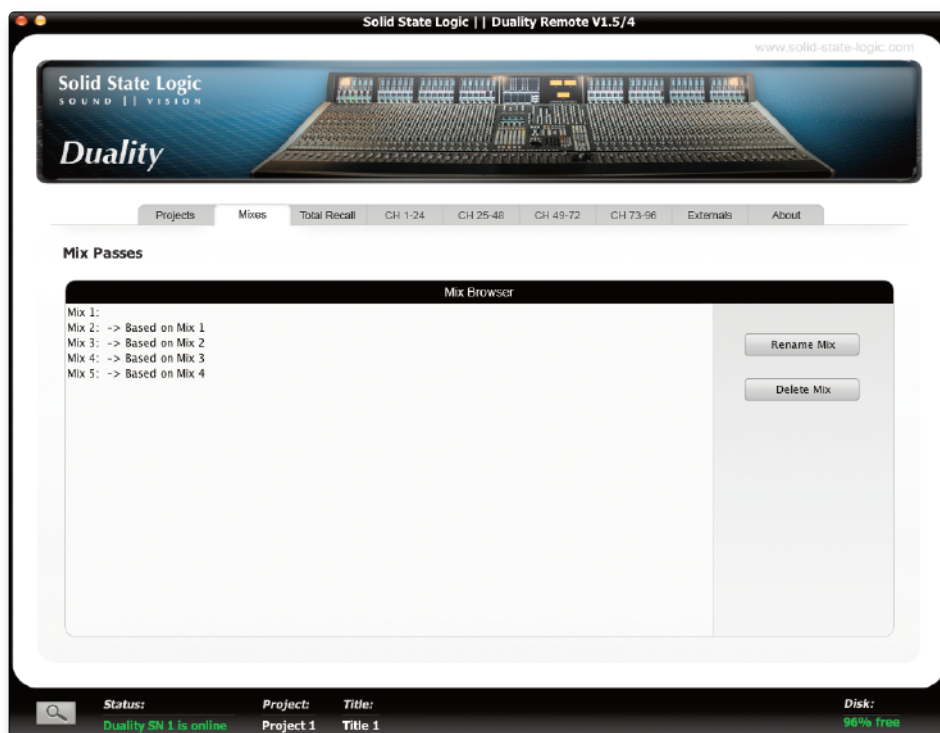 Solid State Logic || Duality Remote V1.5/4
www.solid-state-logic.com
Solid State Logic
SOUND || VISION
Duality
Projects Mixes Total Recall CH 1-24 CH 25-48 CH 49-72 CH 73-96 Externals About
Mix Passes
Mix Browser
Mix 1:
Mix 2: -> Based on Mix 1
Mix 3: -> Based on Mix 2
Mix 4: -> Based on Mix 3
Mix 5: -> Based on Mix 4
Rename Mix
Delete Mix
Status: Project: Title: Disk:
Duality SN 1 is online Project 1 Title 1 96% free